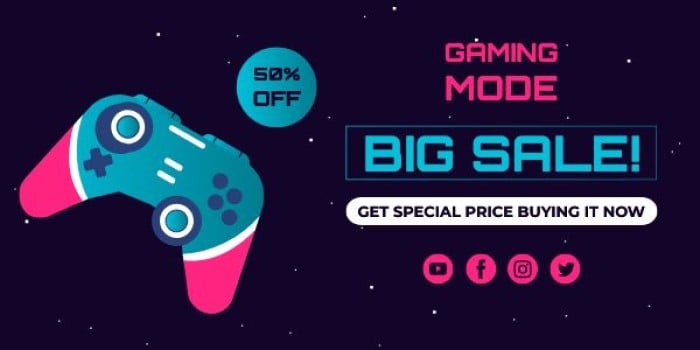 50%
OFF
GAMING
MODE
BIG SALE!
GET SPECIAL PRICE BUYING IT NOW